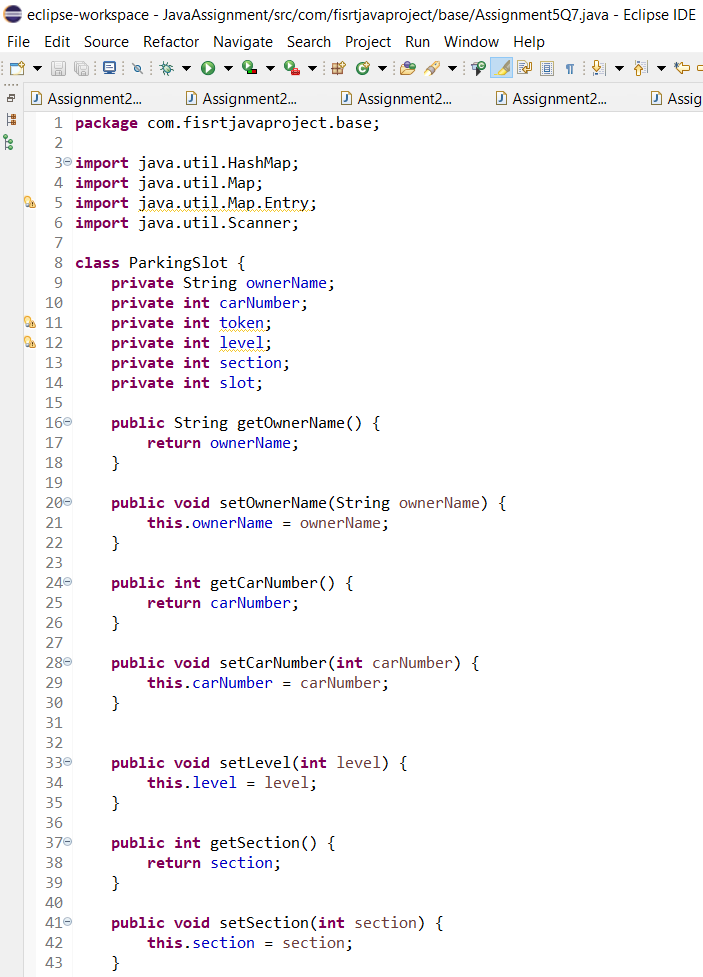 eclipse-workspace - JavaAssignment/src/com/fisrtjavaproject/base/Assignment5Q7.java - Eclipse IDE
File Edit Source Refactor Navigate Search Project Run Window Help
Assignment2... Assignment2... Assignment2... Assignment2... Assig
1 package com.fisrtjavaproject.base;
2
3 import java.util.HashMap;
4 import java.util.Map;
5 import java.util.Map.Entry;
6 import java.util.Scanner;
7
8 class ParkingSlot {
9 private String ownerName;
10 private int carNumber;
11 private int token;
12 private int level;
13 private int section;
14 private int slot;
15
16 public String getOwnerName() {
17 return ownerName;
18 }
19
20 public void setOwnerName(String ownerName) {
21 this.ownerName = ownerName;
22 }
23
24 public int getCarNumber() {
25 return carNumber;
26 }
27
28 public void setCarNumber(int carNumber) {
29 this.carNumber = carNumber;
30 }
31
32
33 public void setLevel(int level) {
34 this.level = level;
35 }
36
37 public int getSection() {
38 return section;
39 }
40
41 public void setSection(int section) {
42 this.section = section;
43 }